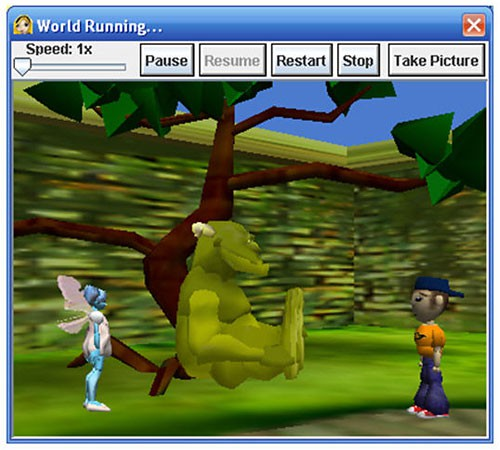 World Running...
Speed: 1x
Pause
Resume
Restart
Stop
Take Picture